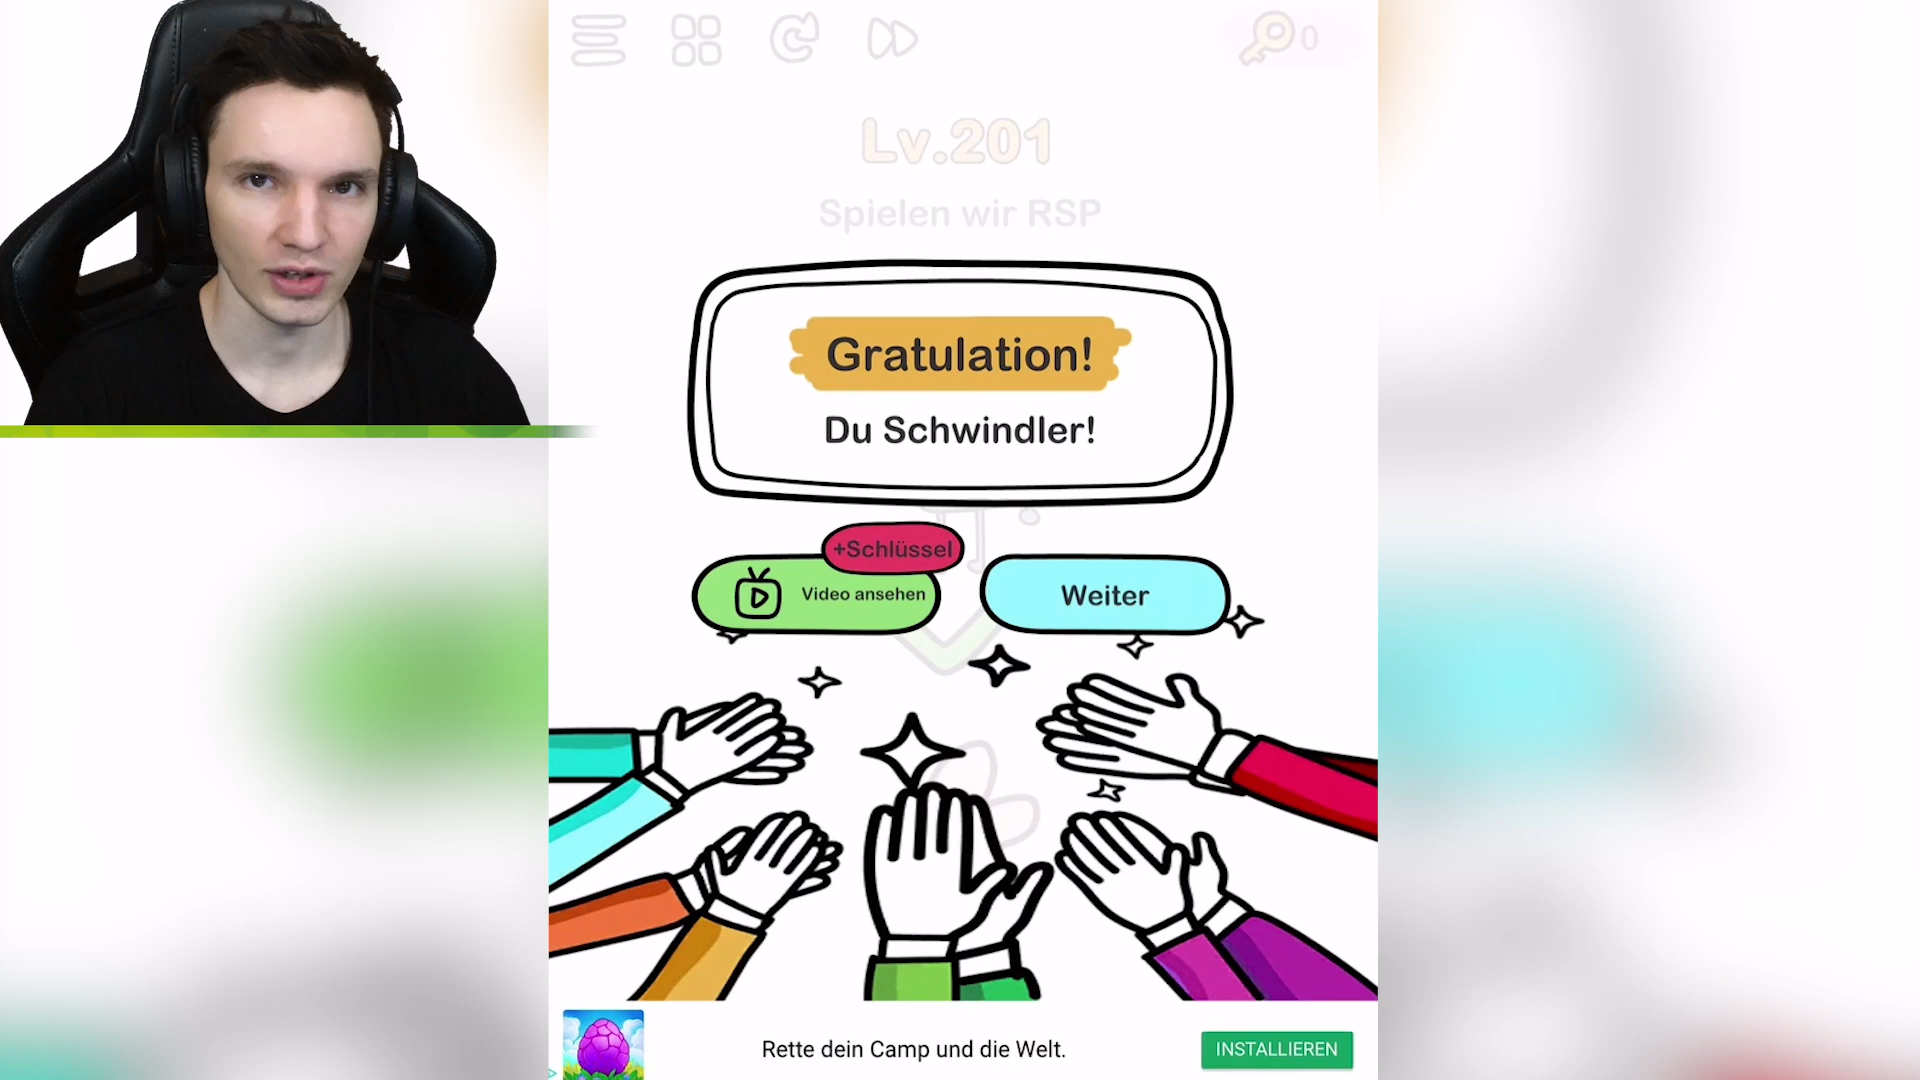 0
Lv.201
Spielen wir RSP
Gratulation!
Du Schwindler!
+Schlüssel
Video ansehen
Weiter
Rette dein Camp und die Welt.
INSTALLIEREN